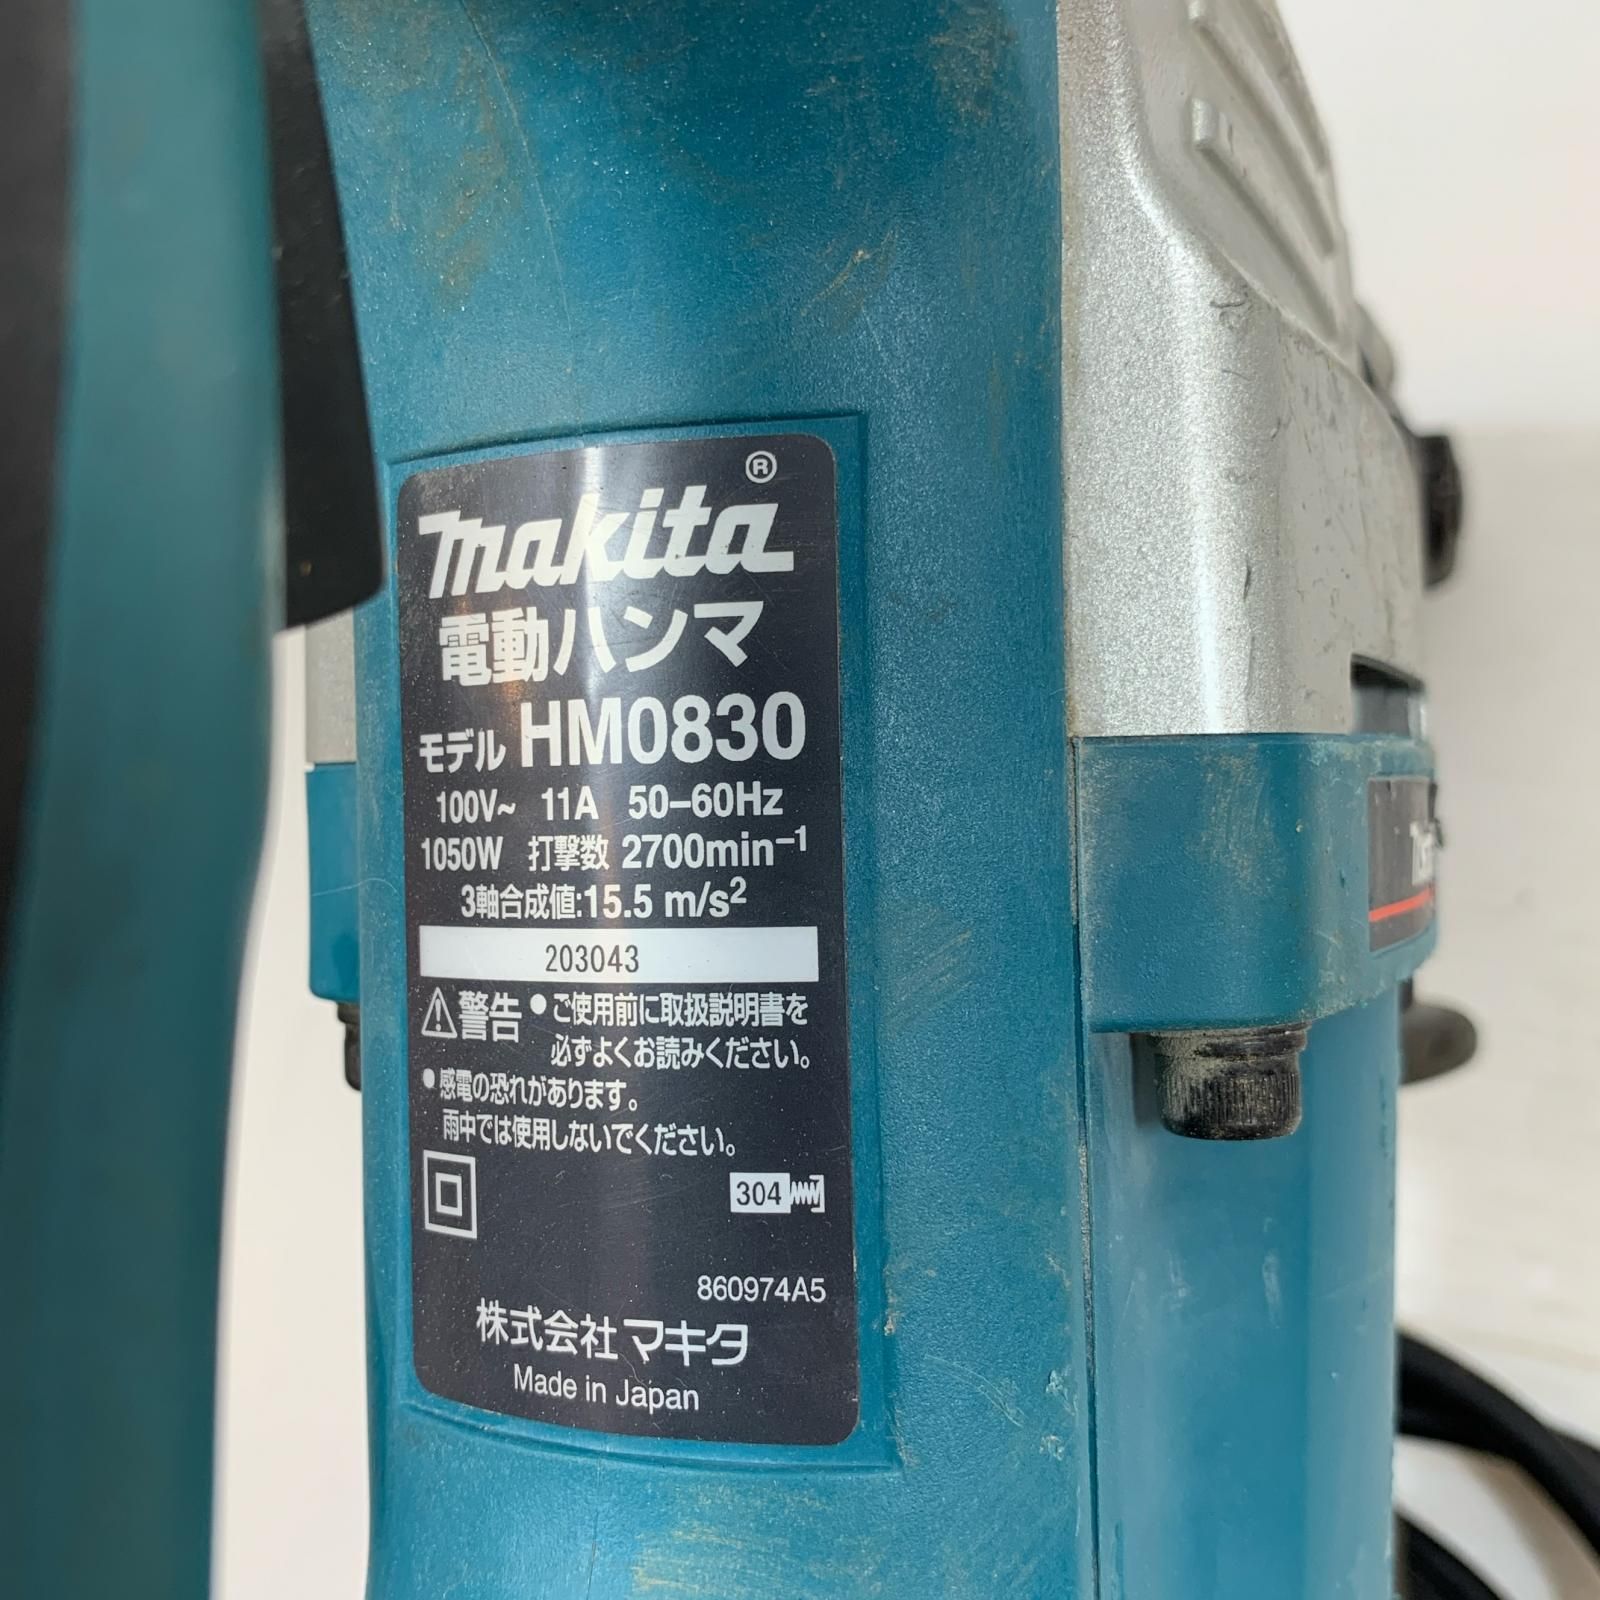 makita®
電動ハンマ
モデル HM0830
100V~ 11A 50-60Hz
1050W 打撃数 2700min⁻¹
3軸合成値:15.5 m/s²
203043
警告 ●ご使用前に取扱説明書を
必ずよくお読みください。
●感電の恐れがあります。
雨中では使用しないでください。
304
860974A5
株式会社マキタ
Made in Japan